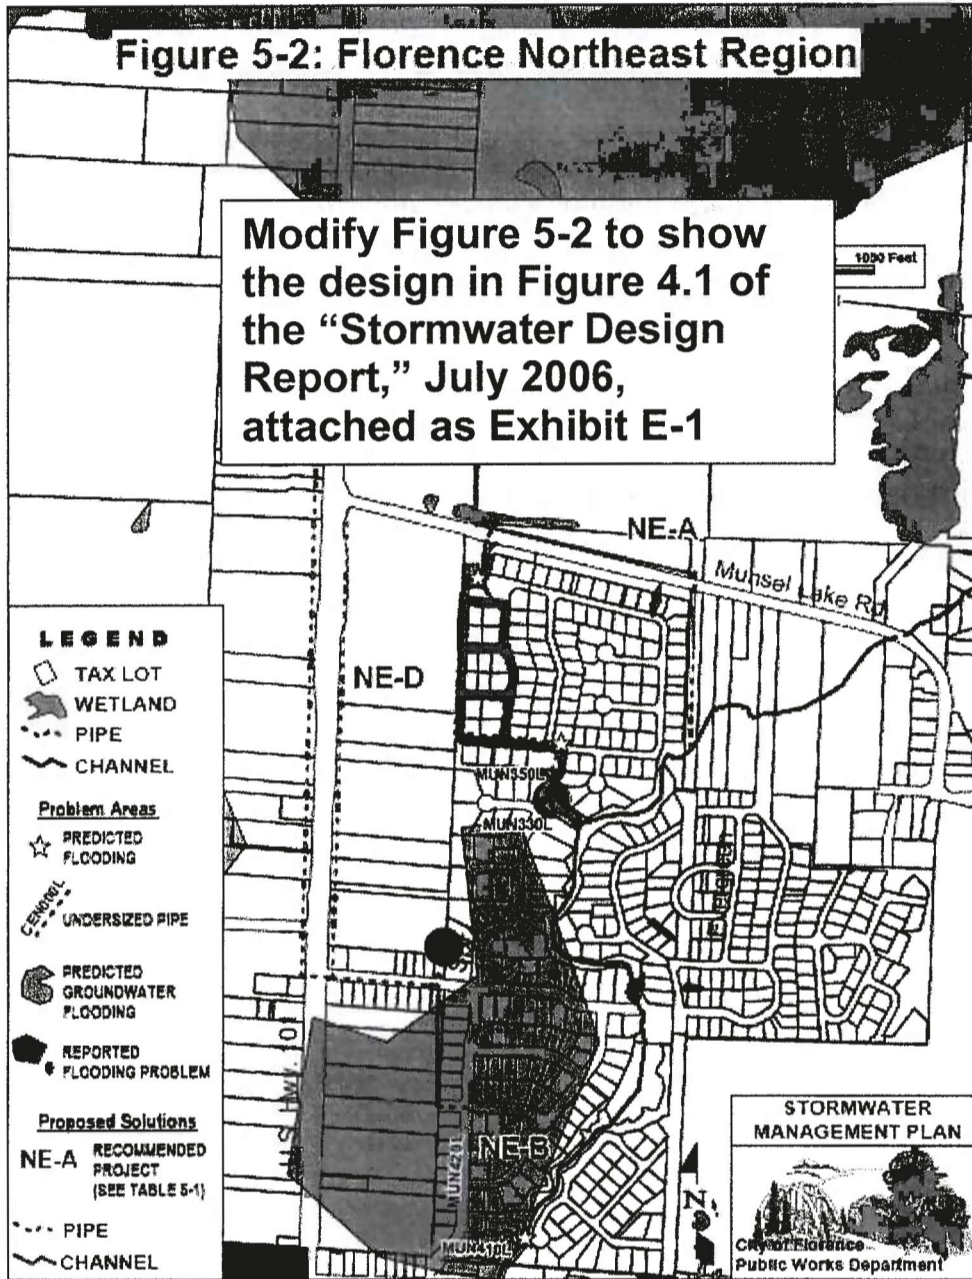 Figure 5-2: Florence Northeast Region
Modify Figure 5-2 to show
the design in Figure 4.1 of
the “Stormwater Design
Report,” July 2006,
attached as Exhibit E-1
1000 Feet
NE-A
Munsel Lake Rd
NE-D
MUN350L
MUN330L
Hwy. 101
MUN420L
NE-B
MUN410L
N
LEGEND
TAX LOT
WETLAND
PIPE
CHANNEL
Problem Areas
PREDICTED
FLOODING
CEN000L
UNDERSIZED PIPE
PREDICTED
GROUNDWATER
FLOODING
REPORTED
FLOODING PROBLEM
Proposed Solutions
NE-A RECOMMENDED
PROJECT
(SEE TABLE 5-1)
PIPE
CHANNEL
STORMWATER
MANAGEMENT PLAN
City of Florence
Public Works Department